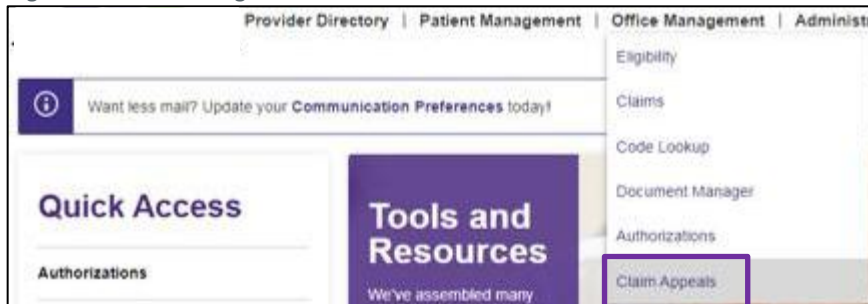 Provider Directory | Patient Management | Office Management | Administ
Eligibility
Want less mail? Update your Communication Preferences today!
Claims
Code Lookup
Quick Access
Tools and
Resources
Document Manager
Authorizations
Authorizations
We've assembled many
Claim Appeals